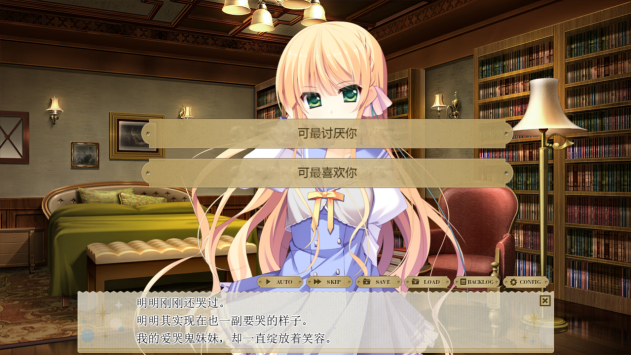 可最讨厌你
可最喜欢你
AUTO SKIP SAVE LOAD BACKLOG CONFIG
明明刚刚还哭过。
明明其实现在也一副要哭的样子。
我的爱哭鬼妹妹，却一直绽放着笑容。